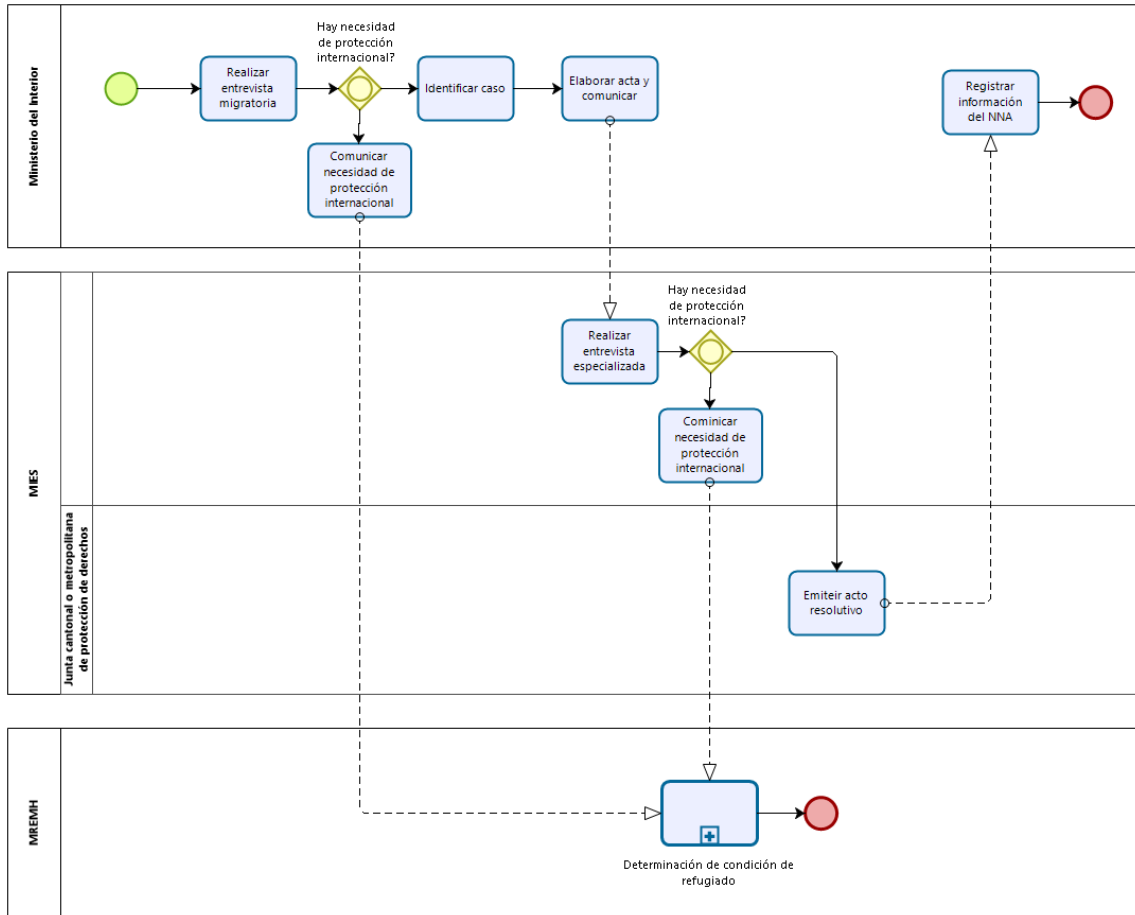 Ministerio del Interior
Hay necesidad
de protección
internacional?
Realizar
entrevista
migratoria
Identificar caso
Elaborar acta y
comunicar
Registrar
información
del NNA
Comunicar
necesidad de
protección
internacional
MIES
Hay necesidad
de protección
internacional?
Realizar
entrevista
especializada
Cominicar
necesidad de
protección
internacional
Junta cantonal o metropolitana
de protección de derechos
Emiteir acto
resolutivo
MREMH
Determinación de condición de
refugiado